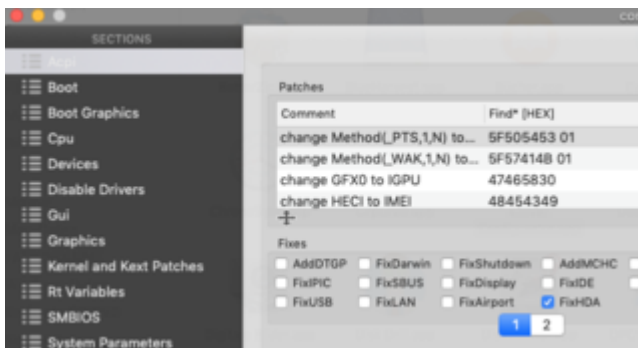 co
SECTIONS
Acpi
Boot
Boot Graphics
Cpu
Devices
Disable Drivers
Gui
Graphics
Kernel and Kext Patches
Rt Variables
SMBIOS
System Parameters
Patches
Comment Find* [HEX]
change Method(_PTS,1,N) to... 5F505453 01
change Method(_WAK,1,N) to... 5F57414B 01
change GFX0 to IGPU 47465830
change HECI to IMEI 48454349
Fixes
AddDTGP FixDarwin FixShutdown AddMCHC
FixIPIC FixSBUS FixDisplay FixIDE
FixUSB FixLAN FixAirport FixHDA
1 2